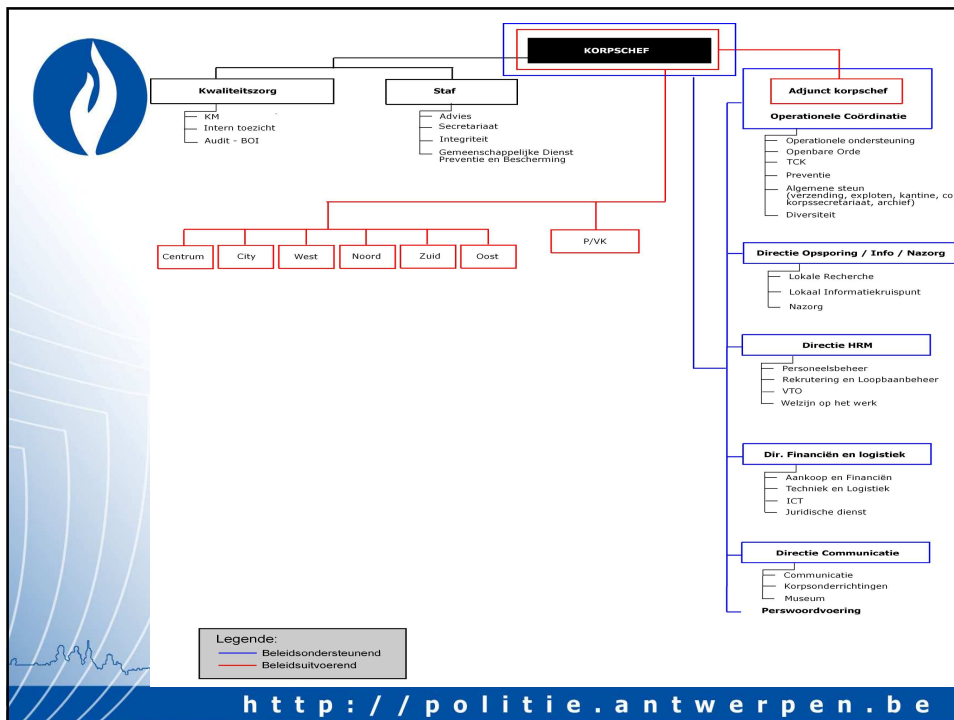 KORPSCHEF
Kwaliteitszorg
KM
Intern toezicht
Audit - BOI
Staf
Advies
Secretariaat
Integriteit
Gemeenschappelijke Dienst
Preventie en Bescherming
Adjunct korpschef
Operationele Coördinatie
Operationele ondersteuning
Openbare Orde
TCK
Preventie
Algemene steun
(verzending, exploten, kantine, co
korpssecretariaat, archief)
Diversiteit
Centrum
City
West
Noord
Zuid
Oost
P/VK
Directie Opsporing / Info / Nazorg
Lokale Recherche
Lokaal Informatiekruispunt
Nazorg
Directie HRM
Personeelsbeheer
Rekrutering en Loopbaanbeheer
VTO
Welzijn op het werk
Dir. Financiën en logistiek
Aankoop en Financiën
Techniek en Logistiek
ICT
Juridische dienst
Directie Communicatie
Communicatie
Korpsonderrichtingen
Museum
Perswoordvoering
Legende:
Beleidsondersteunend
Beleidsuitvoerend
http://politie.antwerpen.be